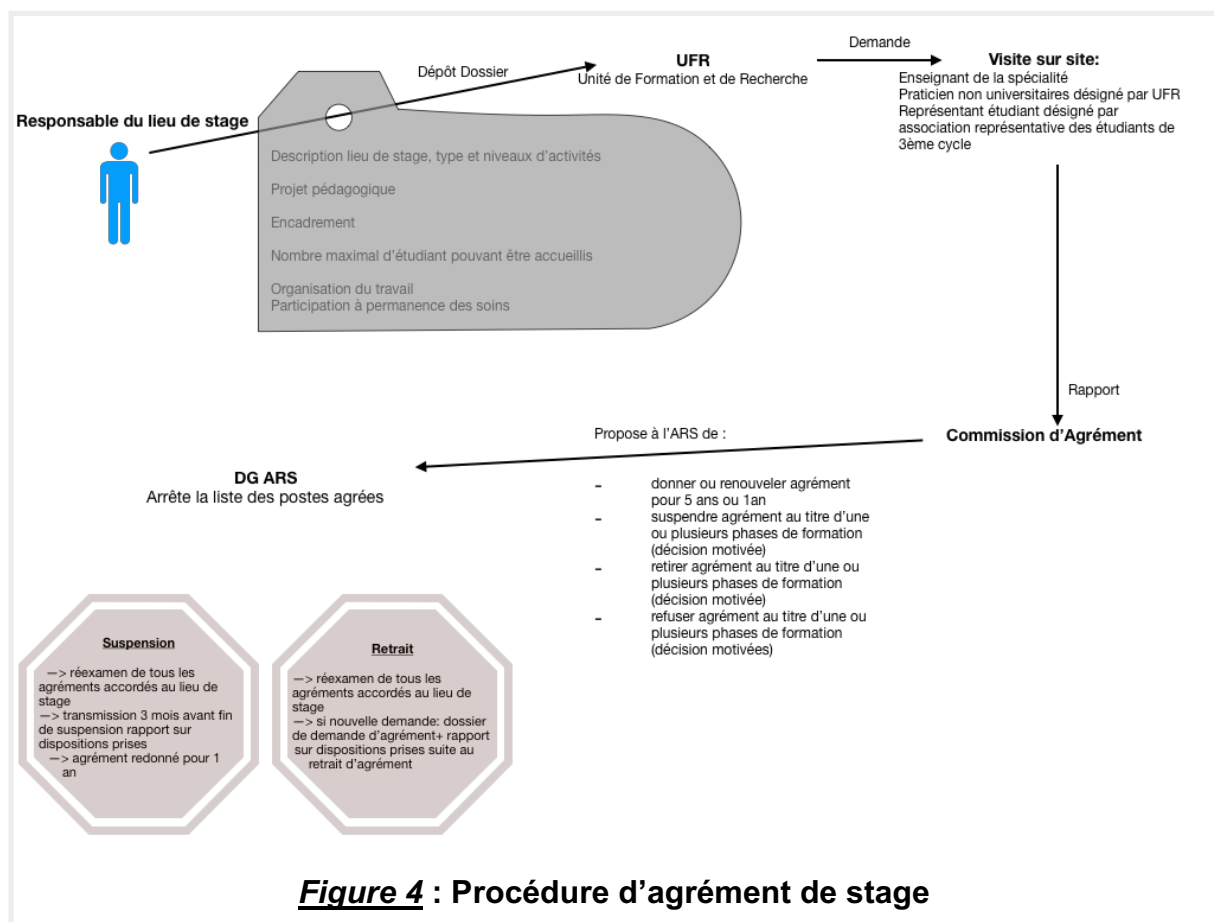 Responsable du lieu de stage
Dépôt Dossier
UFR
Unité de Formation et de Recherche
Demande
Visite sur site:
Enseignant de la spécialité
Praticien non universitaires désigné par UFR
Représentant étudiant désigné par
association représentative des étudiants de
3ème cycle
Description lieu de stage, type et niveaux d'activités
Projet pédagogique
Encadrement
Nombre maximal d'étudiant pouvant être accueillis
Organisation du travail
Participation à permanence des soins
Rapport
Commission d'Agrément
Propose à l'ARS de :
- donner ou renouveler agrément
pour 5 ans ou 1an
- suspendre agrément au titre d'une
ou plusieurs phases de formation
(décision motivée)
- retirer agrément au titre d'une ou
plusieurs phases de formation
(décision motivée)
- refuser agrément au titre d'une ou
plusieurs phases de formation
(décision motivées)
DG ARS
Arrête la liste des postes agrées
Suspension
—> réexamen de tous les
agréments accordés au lieu de
stage
—> transmission 3 mois avant fin
de suspension rapport sur
dispositions prises
—> agrément redonné pour 1
an
Retrait
—> réexamen de tous les
agréments accordés au lieu de
stage
—> si nouvelle demande: dossier
de demande d'agrément+ rapport
sur dispositions prises suite au
retrait d'agrément
Figure 4 : Procédure d'agrément de stage